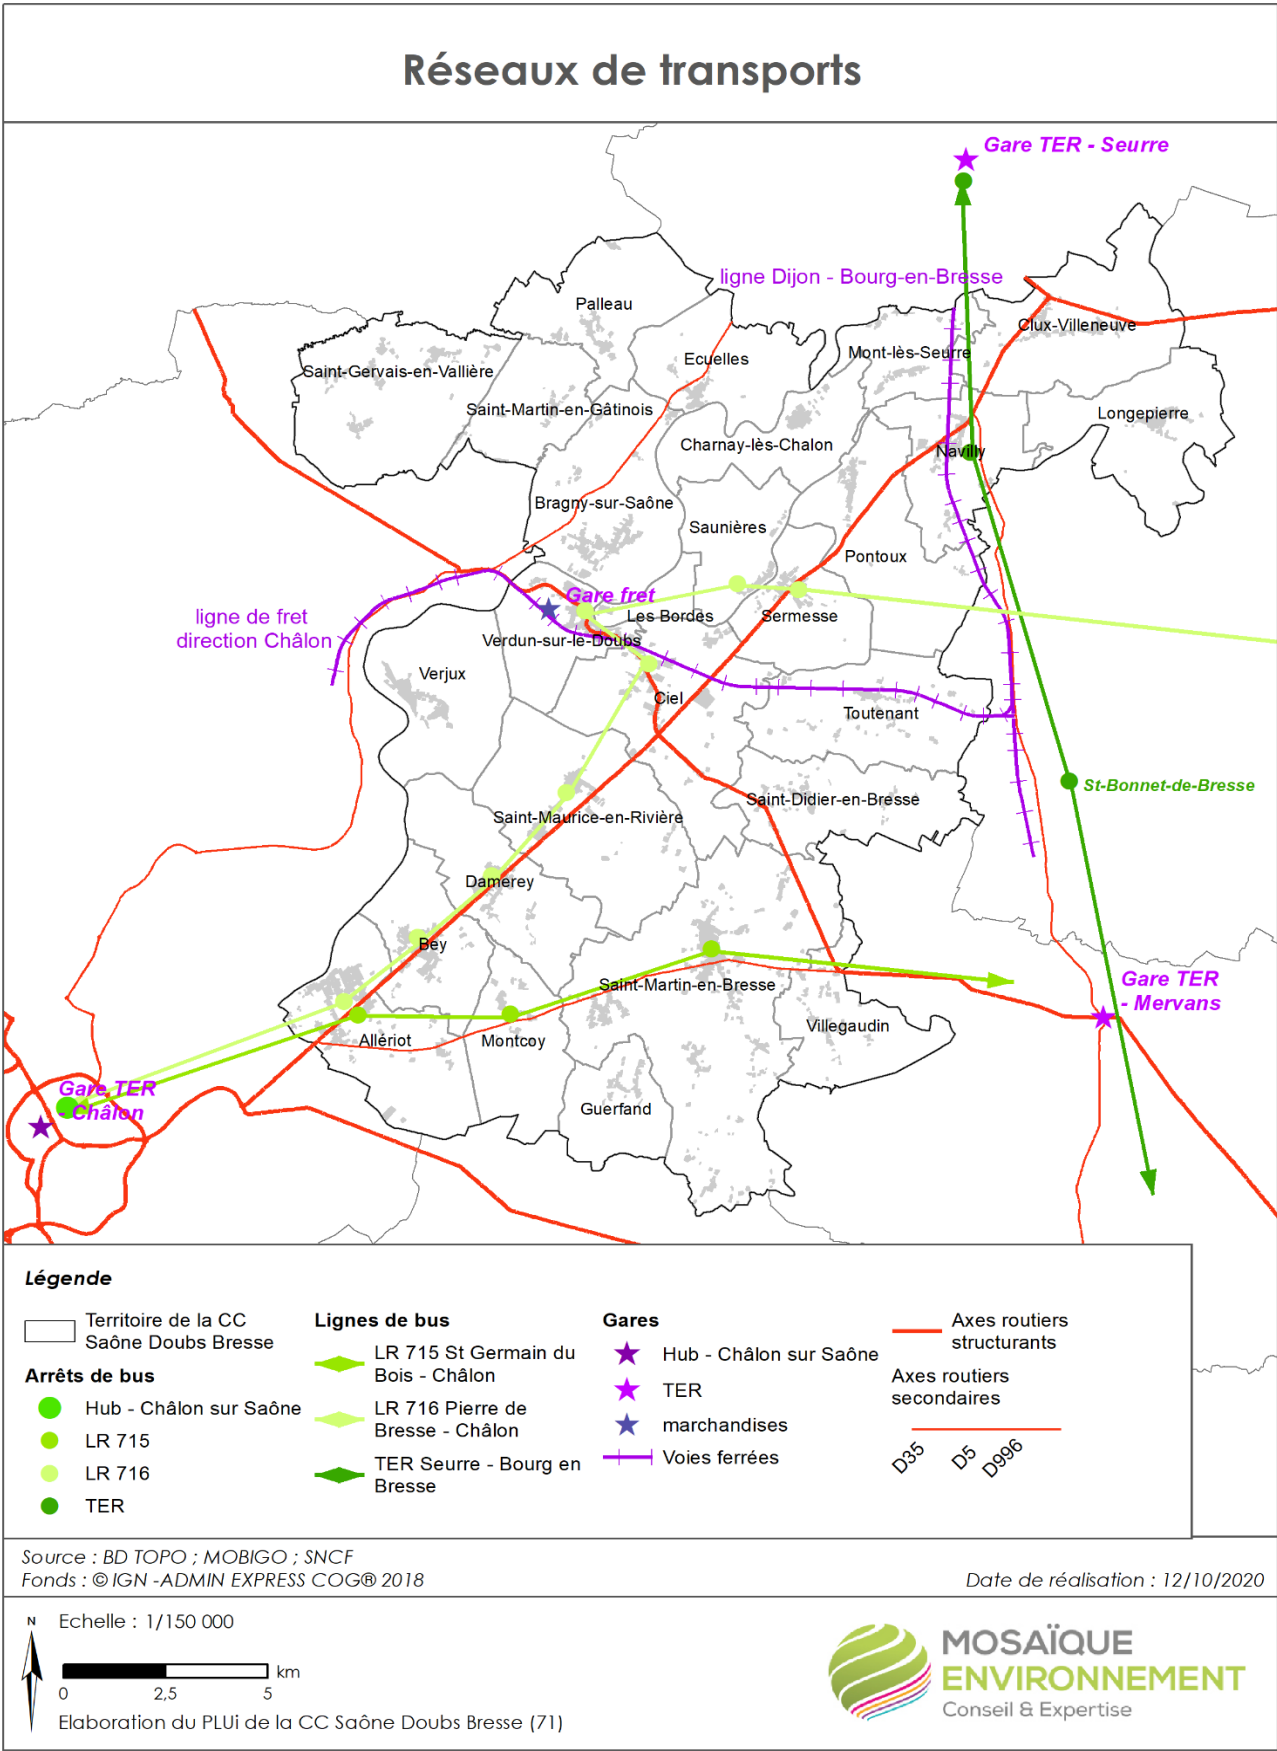 Réseaux de transports
Gare TER - Seurre
ligne Dijon - Bourg-en-Bresse
Palleau
Clux-Villeneuve
Ecuelles
Mont-lès-Seurre
Saint-Gervais-en-Vallière
Saint-Martin-en-Gâtinois
Longepierre
Charnay-lès-Chalon
Navilly
Bragny-sur-Saône
Saunières
Pontoux
Gare fret
ligne de fret
direction Châlon
Les Bordes
Sermesse
Verdun-sur-le-Doubs
Verjux
Ciel
Toutenant
St-Bonnet-de-Bresse
Saint-Didier-en-Bresse
Saint-Maurice-en-Rivière
Damerey
Bey
Saint-Martin-en-Bresse
Gare TER
- Mervans
Villegaudin
Allériot
Montcoy
Gare TER
- Châlon
Guerfand
Légende
Territoire de la CC
Saône Doubs Bresse
Arrêts de bus
Hub - Châlon sur Saône
LR 715
LR 716
TER
Lignes de bus
LR 715 St Germain du
Bois - Châlon
LR 716 Pierre de
Bresse - Châlon
TER Seurre - Bourg en
Bresse
Gares
Hub - Châlon sur Saône
TER
marchandises
Voies ferrées
Axes routiers
structurants
Axes routiers
secondaires
D35
D5
D996
Source : BD TOPO ; MOBIGO ; SNCF
Fonds : © IGN -ADMIN EXPRESS COG® 2018
Date de réalisation : 12/10/2020
N
Echelle : 1/150 000
km
0 2,5 5
Elaboration du PLUi de la CC Saône Doubs Bresse (71)
MOSAÏQUE
ENVIRONNEMENT
Conseil & Expertise